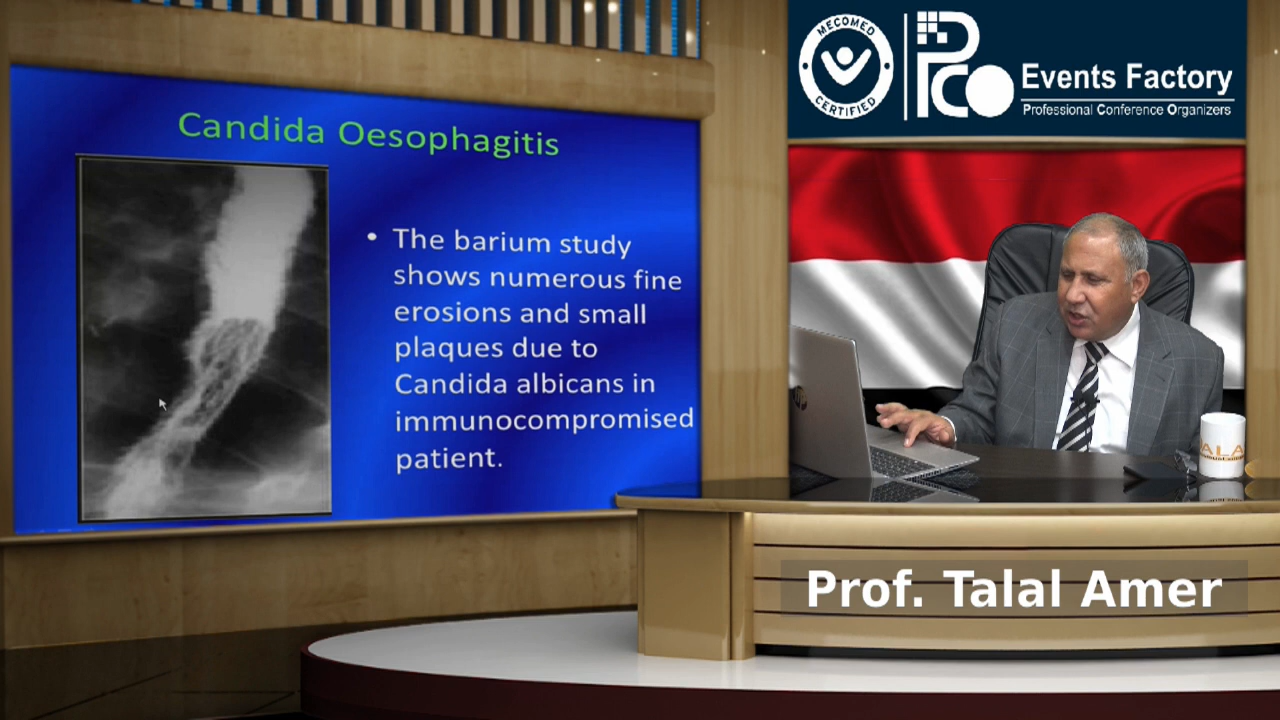 MECOMED
CERTIFIED
Pco
Events Factory
Professional Conference Organizers
Candida Oesophagitis
• The barium study
shows numerous fine
erosions and small
plaques due to
Candida albicans in
immunocompromised
patient.
Prof. Talal Amer